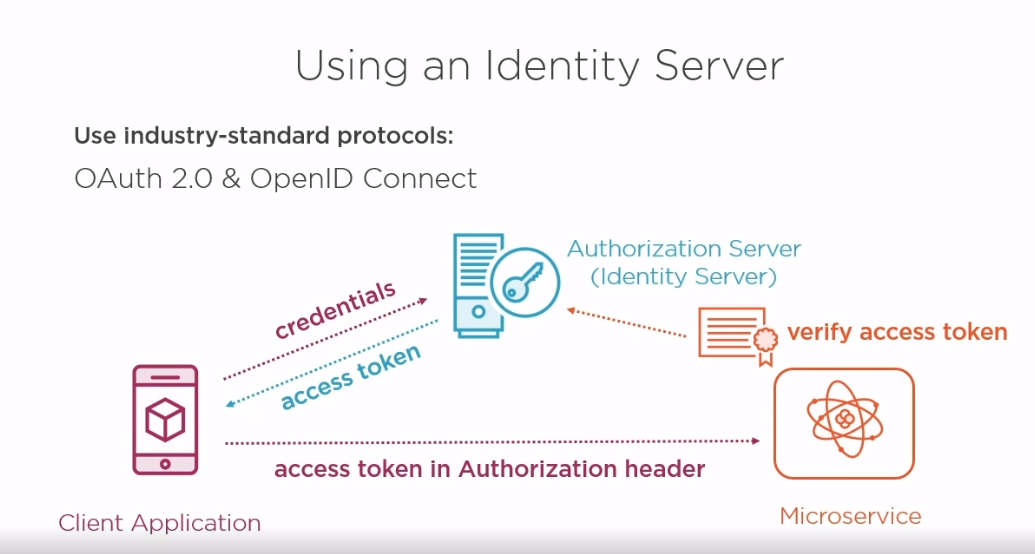 Using an Identity Server
Use industry-standard protocols:
OAuth 2.0 & OpenID Connect
Authorization Server
(Identity Server)
credentials
access token
verify access token
access token in Authorization header
Client Application
Microservice